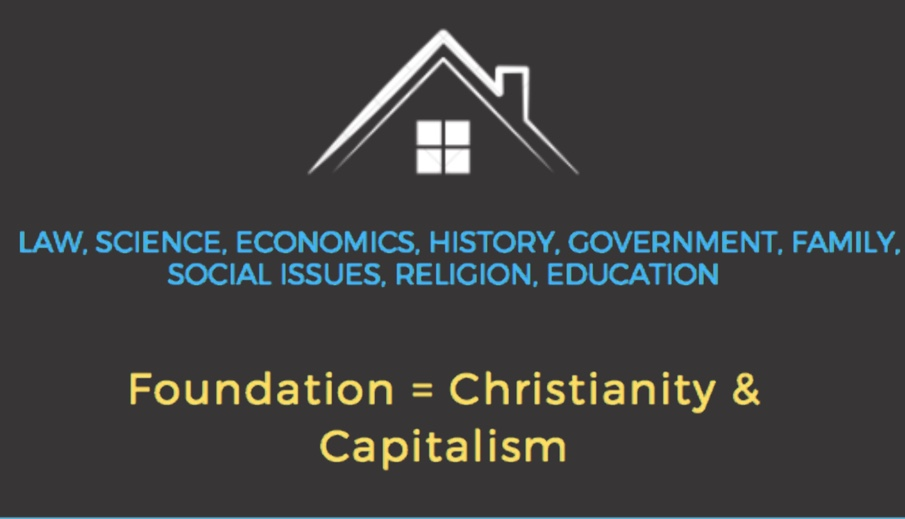 LAW, SCIENCE, ECONOMICS, HISTORY, GOVERNMENT, FAMILY,
SOCIAL ISSUES, RELIGION, EDUCATION
Foundation = Christianity &
Capitalism